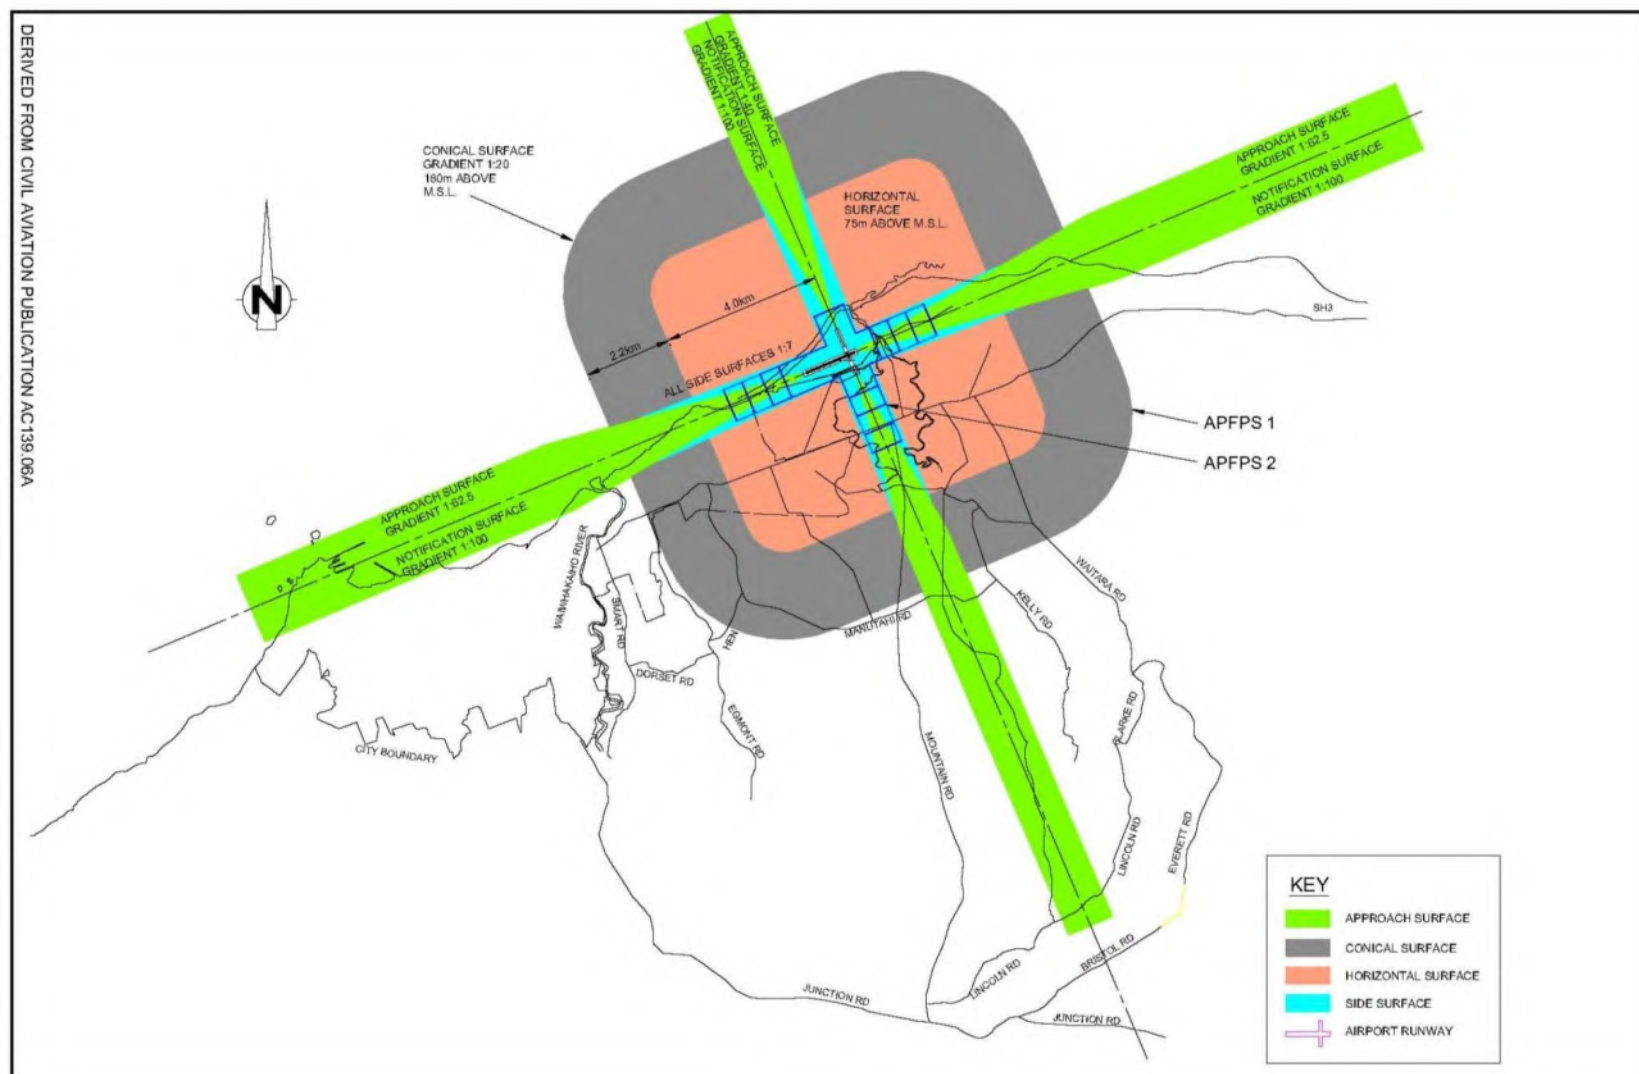 DERIVED FROM CIVIL AVIATION PUBLICATION AC139.06A
APPROACH SURFACE
GRADIENT 1:40
NOTIFICATION SURFACE
GRADIENT 1:100
CONICAL SURFACE
GRADIENT 1:20
160m ABOVE
M.S.L.
HORIZONTAL
SURFACE
75m ABOVE M.S.L.
APPROACH SURFACE
GRADIENT 1:62.5
NOTIFICATION SURFACE
GRADIENT 1:100
N
4.0km
2.2km
ALL SIDE SURFACES 1:7
SH3
APFPS 1
APFPS 2
APPROACH SURFACE
GRADIENT 1:62.5
NOTIFICATION SURFACE
GRADIENT 1:100
WAIWHAKAIHO RIVER
SMART RD
HEN
DORSET RD
EGMONT RD
MANUTAHI RD
KELLY RD
WAITARA RD
CLARKE RD
MOUNTAIN RD
CITY BOUNDARY
LINCOLN RD
EVERETT RD
BRISTOL RD
LINCOLN RD
JUNCTION RD
JUNCTION RD
KEY
APPROACH SURFACE
CONICAL SURFACE
HORIZONTAL SURFACE
SIDE SURFACE
AIRPORT RUNWAY